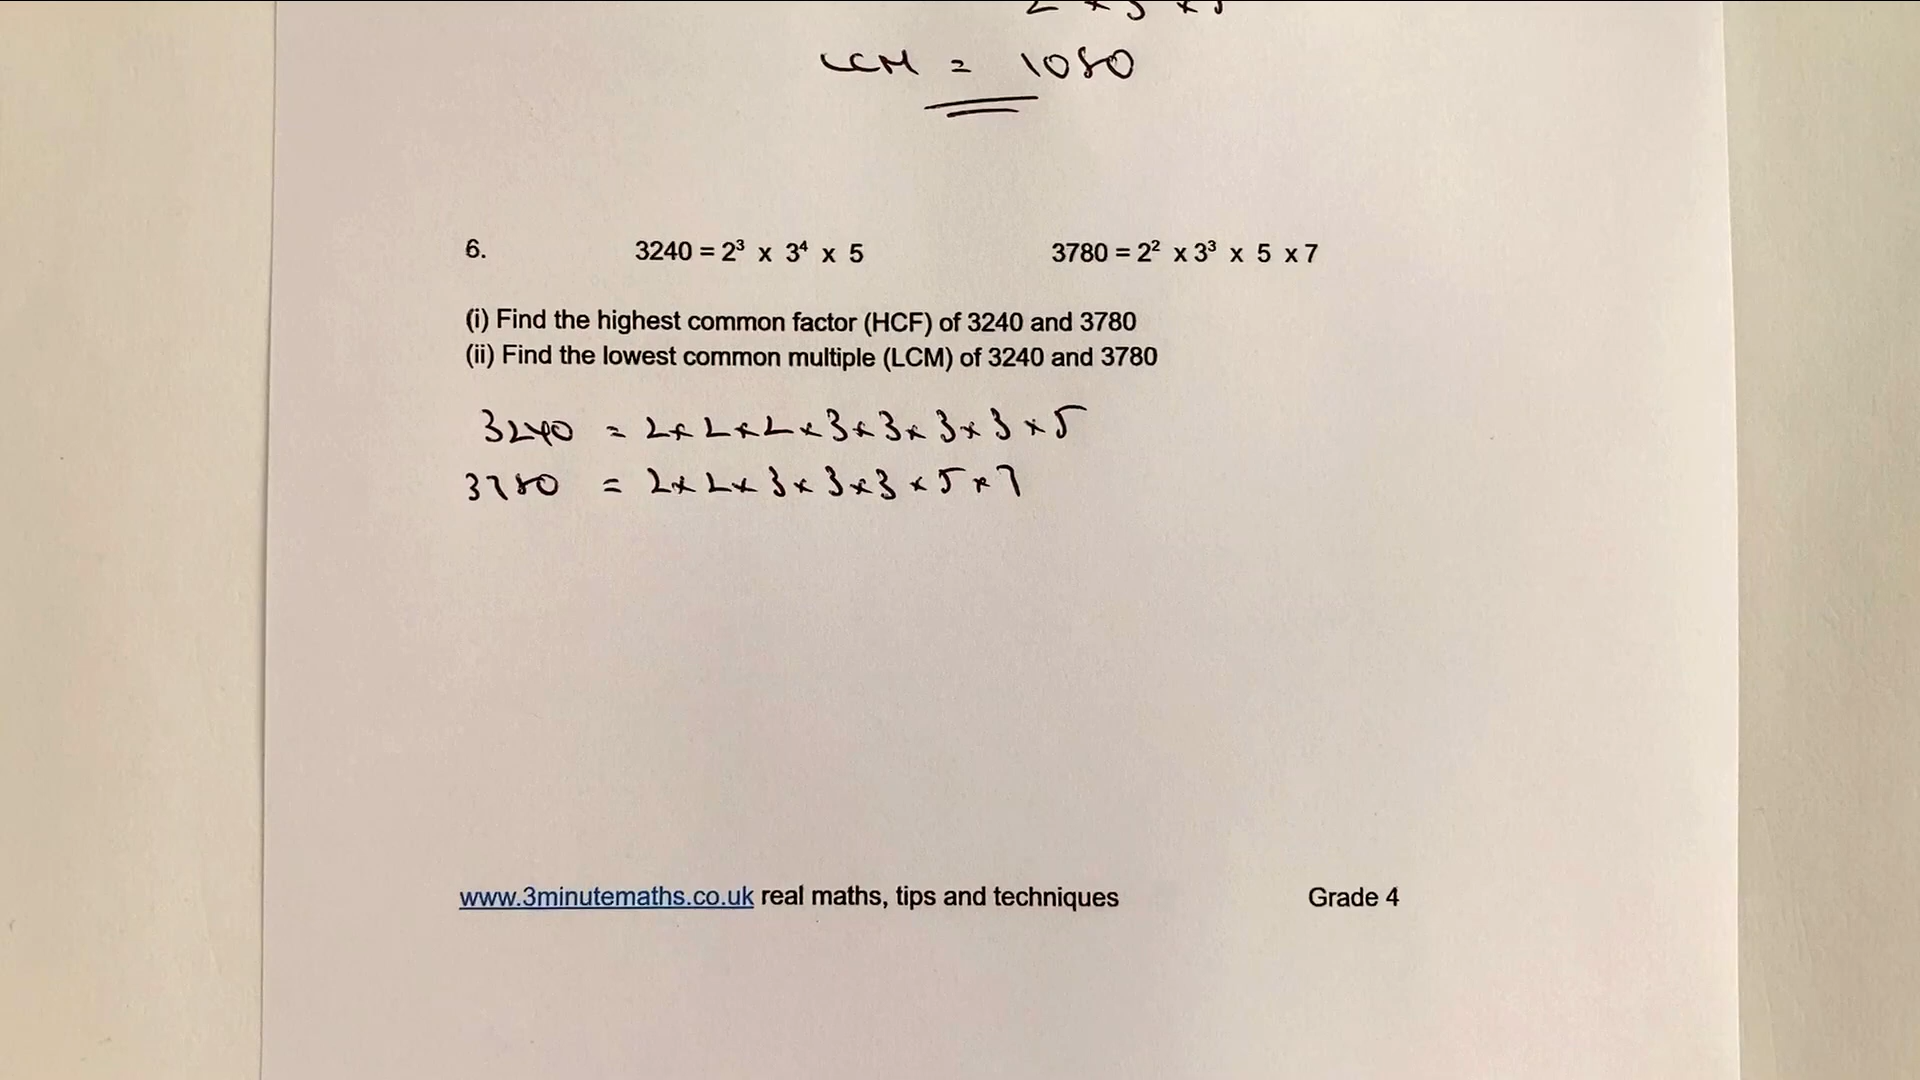 LCM = 1080
6. 3240 = 2³ x 3⁴ x 5 3780 = 2² x 3³ x 5 x 7
(i) Find the highest common factor (HCF) of 3240 and 3780
(ii) Find the lowest common multiple (LCM) of 3240 and 3780
3240 = 2 x 2 x 2 x 3 x 3 x 3 x 3 x 5
3780 = 2 x 2 x 3 x 3 x 3 x 5 x 7
www.3minutemaths.co.uk real maths, tips and techniques Grade 4